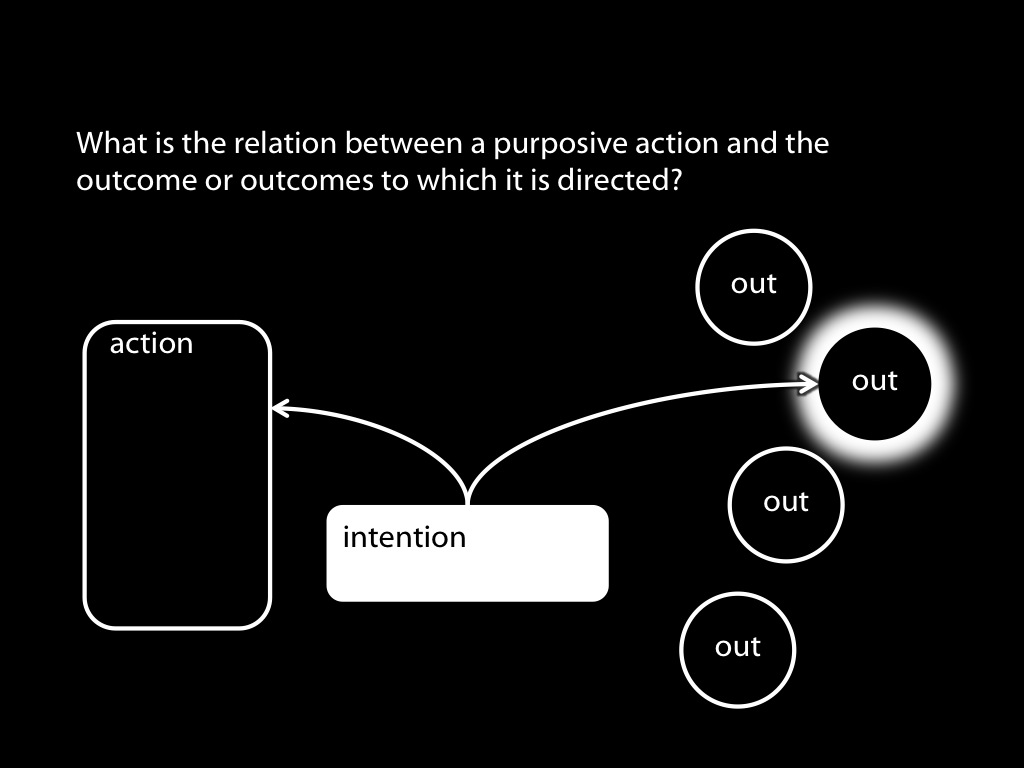 What is the relation between a purposive action and the
outcome or outcomes to which it is directed?
out
action
out
out
intention
out